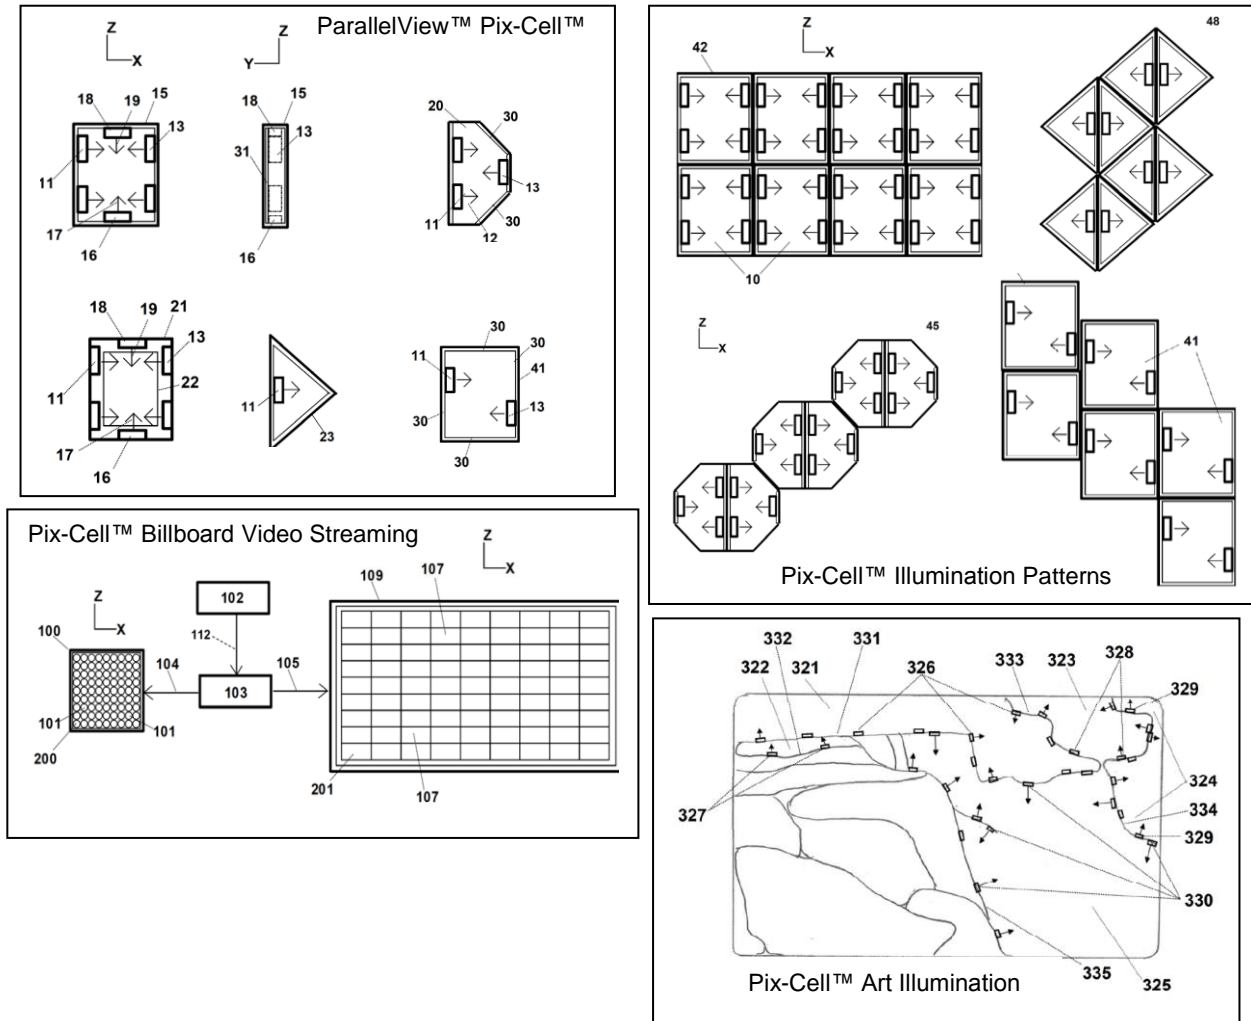 ParallelView™ Pix-Cell™
Z
X
Z
Y
18 19 15
13
11
17
16
18 15
13
31
16
20 30
13
11
30
12
18 19 21
13
22
11
17
16
11
23
30
30
11 41
13
30
30
Z
X
42
10
48
Z
X
45
41
Pix-Cell™ Illumination Patterns
Pix-Cell™ Billboard Video Streaming
Z
X
Z
X
109 107
102
100
112
104 105
103
101 101
200
201 107
332 331
322 321 326 333 323 328
329
327
324
334
329
330
335
325
Pix-Cell™ Art Illumination